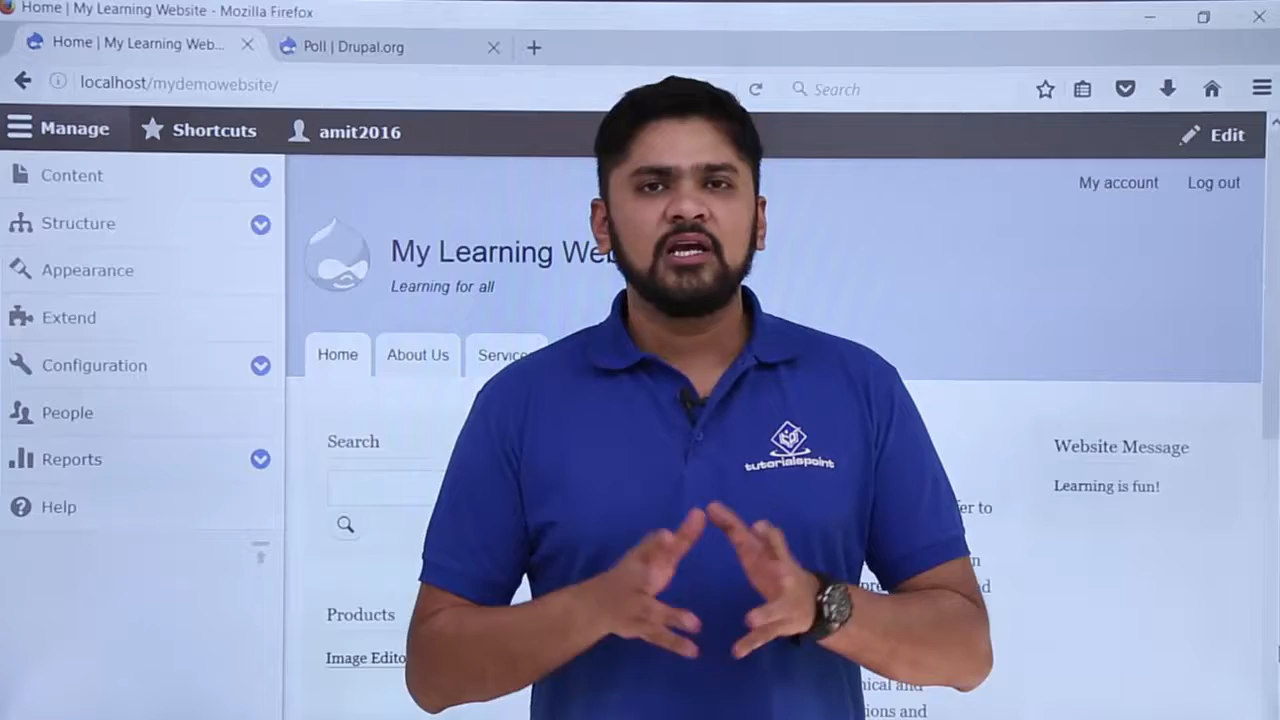 Home | My Learning Website - Mozilla Firefox
Home | My Learning Web...
Poll | Drupal.org
localhost/mydemowebsite/
Search
Manage
Shortcuts
amit2016
Edit
Content
Structure
Appearance
Extend
Configuration
People
Reports
Help
My account
Log out
My Learning
Learning for all
Home
About Us
Search
Products
Image Edito
tutorialspoint
Website Message
Learning is fun!